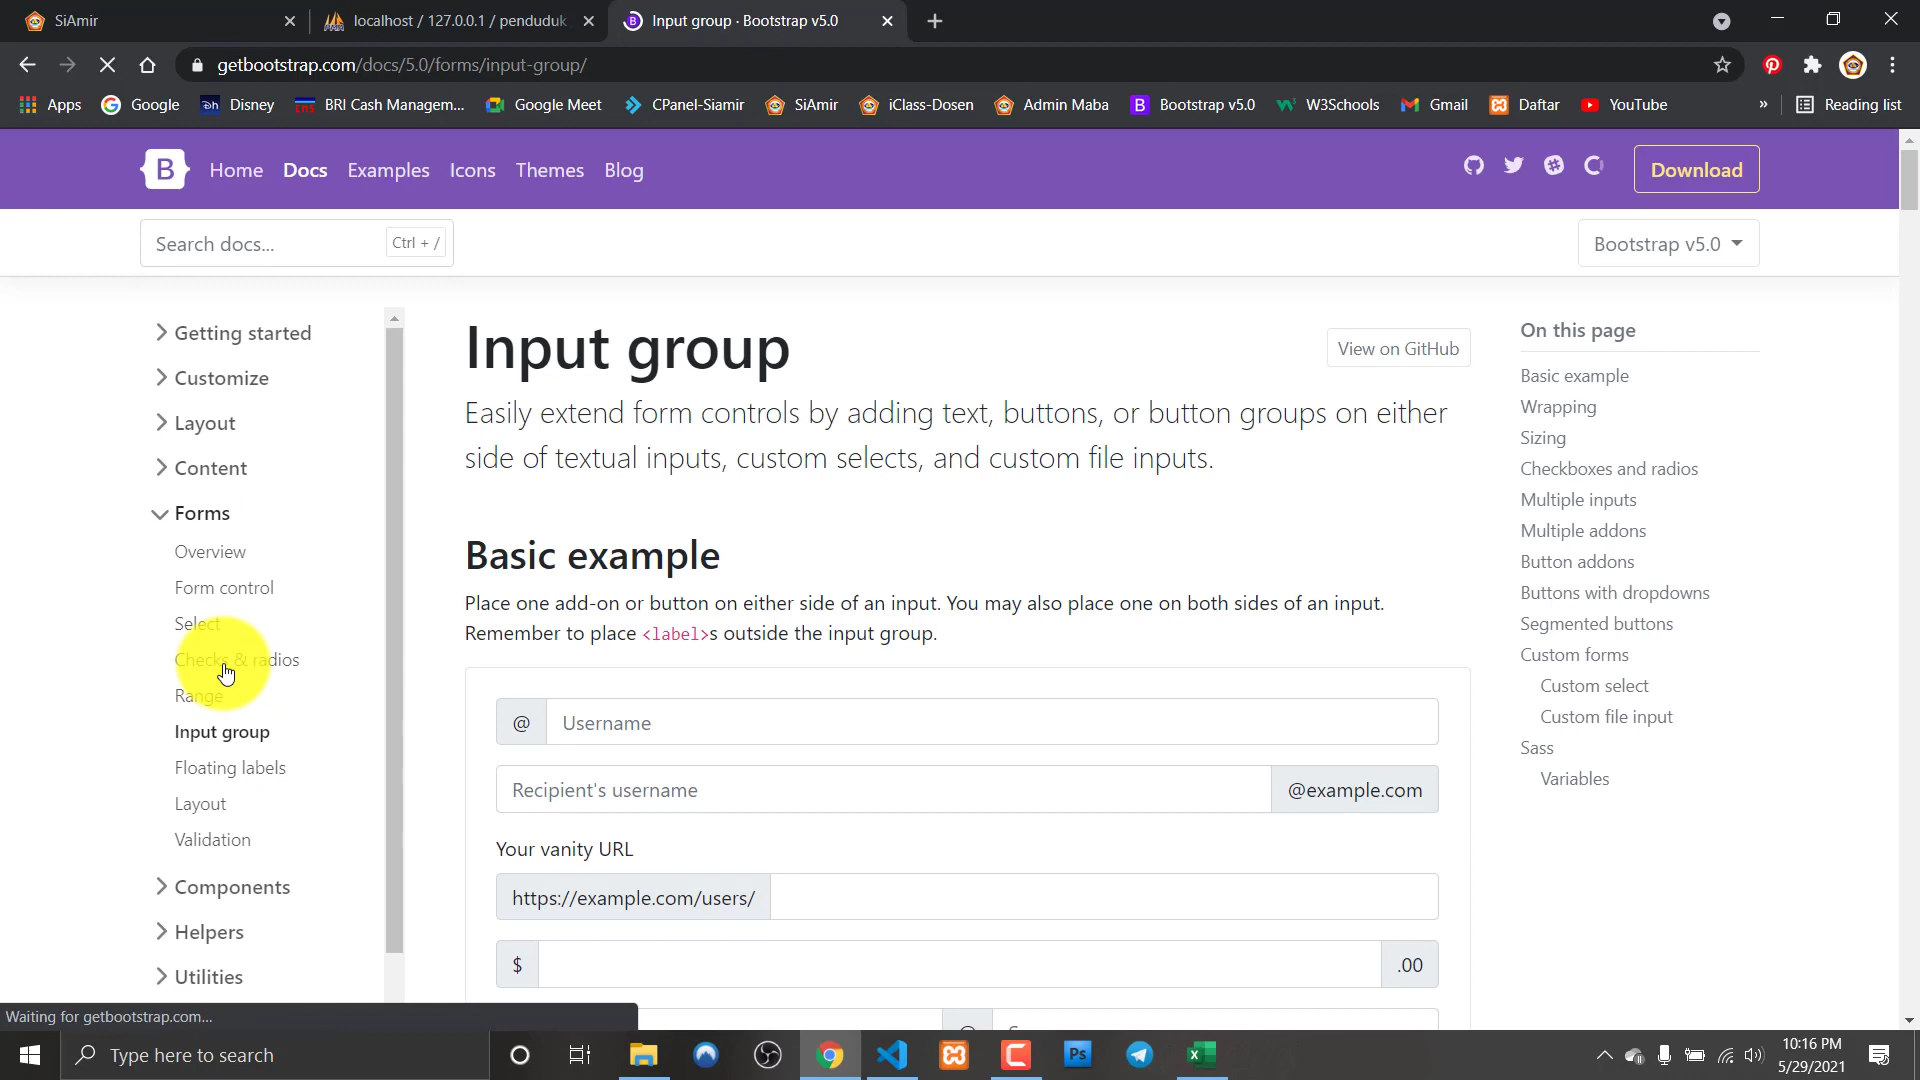 SiAmir
localhost / 127.0.0.1 / penduduk
Input group · Bootstrap v5.0
getbootstrap.com/docs/5.0/forms/input-group/
Apps
Google
Disney
BRI Cash Managem...
Google Meet
CPanel-Siamir
SiAmir
iClass-Dosen
Admin Maba
Bootstrap v5.0
W3Schools
Gmail
Daftar
YouTube
»
Reading list
B
Home
Docs
Examples
Icons
Themes
Blog
Download
Search docs...
Ctrl + /
Bootstrap v5.0
Getting started
Customize
Layout
Content
Forms
Overview
Form control
Select
Checks & radios
Range
Input group
Floating labels
Layout
Validation
Components
Helpers
Utilities
Input group
View on GitHub
Easily extend form controls by adding text, buttons, or button groups on either
side of textual inputs, custom selects, and custom file inputs.
Basic example
Place one add-on or button on either side of an input. You may also place one on both sides of an input.
Remember to place <label>s outside the input group.
@
Username
Recipient's username
@example.com
Your vanity URL
https://example.com/users/
$
.00
On this page
Basic example
Wrapping
Sizing
Checkboxes and radios
Multiple inputs
Multiple addons
Button addons
Buttons with dropdowns
Segmented buttons
Custom forms
Custom select
Custom file input
Sass
Variables
Waiting for getbootstrap.com...
Type here to search
Ps
10:16 PM
5/29/2021